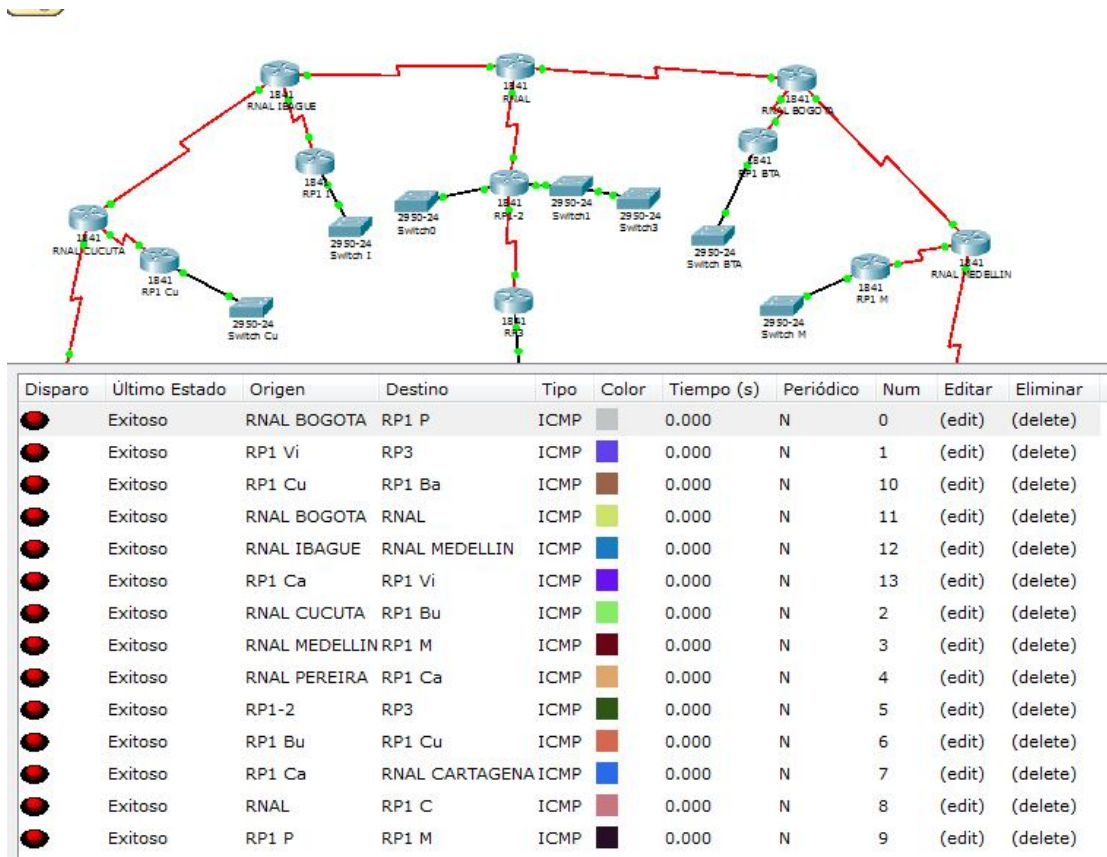 1841
RNAL IBAGUE
1841
RNAL
1841
RNAL BOGOTA
1841
RP1 I
1841
RP1 BTA
1841
RP1-2
2950-24
Switch0
2950-24
Switch1
2950-24
Switch3
1841
RNAL CUCUTA
1841
RP1 Cu
2950-24
Switch I
2950-24
Switch BTA
1841
RNAL MEDELLIN
1841
RP1 M
2950-24
Switch Cu
1841
RP3
2950-24
Switch M
Disparo Último Estado Origen Destino Tipo Color Tiempo (s) Periódico Num Editar Eliminar
Exitoso RNAL BOGOTA RP1 P ICMP 0.000 N 0 (edit) (delete)
Exitoso RP1 Vi RP3 ICMP 0.000 N 1 (edit) (delete)
Exitoso RP1 Cu RP1 Ba ICMP 0.000 N 10 (edit) (delete)
Exitoso RNAL BOGOTA RNAL ICMP 0.000 N 11 (edit) (delete)
Exitoso RNAL IBAGUE RNAL MEDELLIN ICMP 0.000 N 12 (edit) (delete)
Exitoso RP1 Ca RP1 Vi ICMP 0.000 N 13 (edit) (delete)
Exitoso RNAL CUCUTA RP1 Bu ICMP 0.000 N 2 (edit) (delete)
Exitoso RNAL MEDELLIN RP1 M ICMP 0.000 N 3 (edit) (delete)
Exitoso RNAL PEREIRA RP1 Ca ICMP 0.000 N 4 (edit) (delete)
Exitoso RP1-2 RP3 ICMP 0.000 N 5 (edit) (delete)
Exitoso RP1 Bu RP1 Cu ICMP 0.000 N 6 (edit) (delete)
Exitoso RP1 Ca RNAL CARTAGENA ICMP 0.000 N 7 (edit) (delete)
Exitoso RNAL RP1 C ICMP 0.000 N 8 (edit) (delete)
Exitoso RP1 P RP1 M ICMP 0.000 N 9 (edit) (delete)